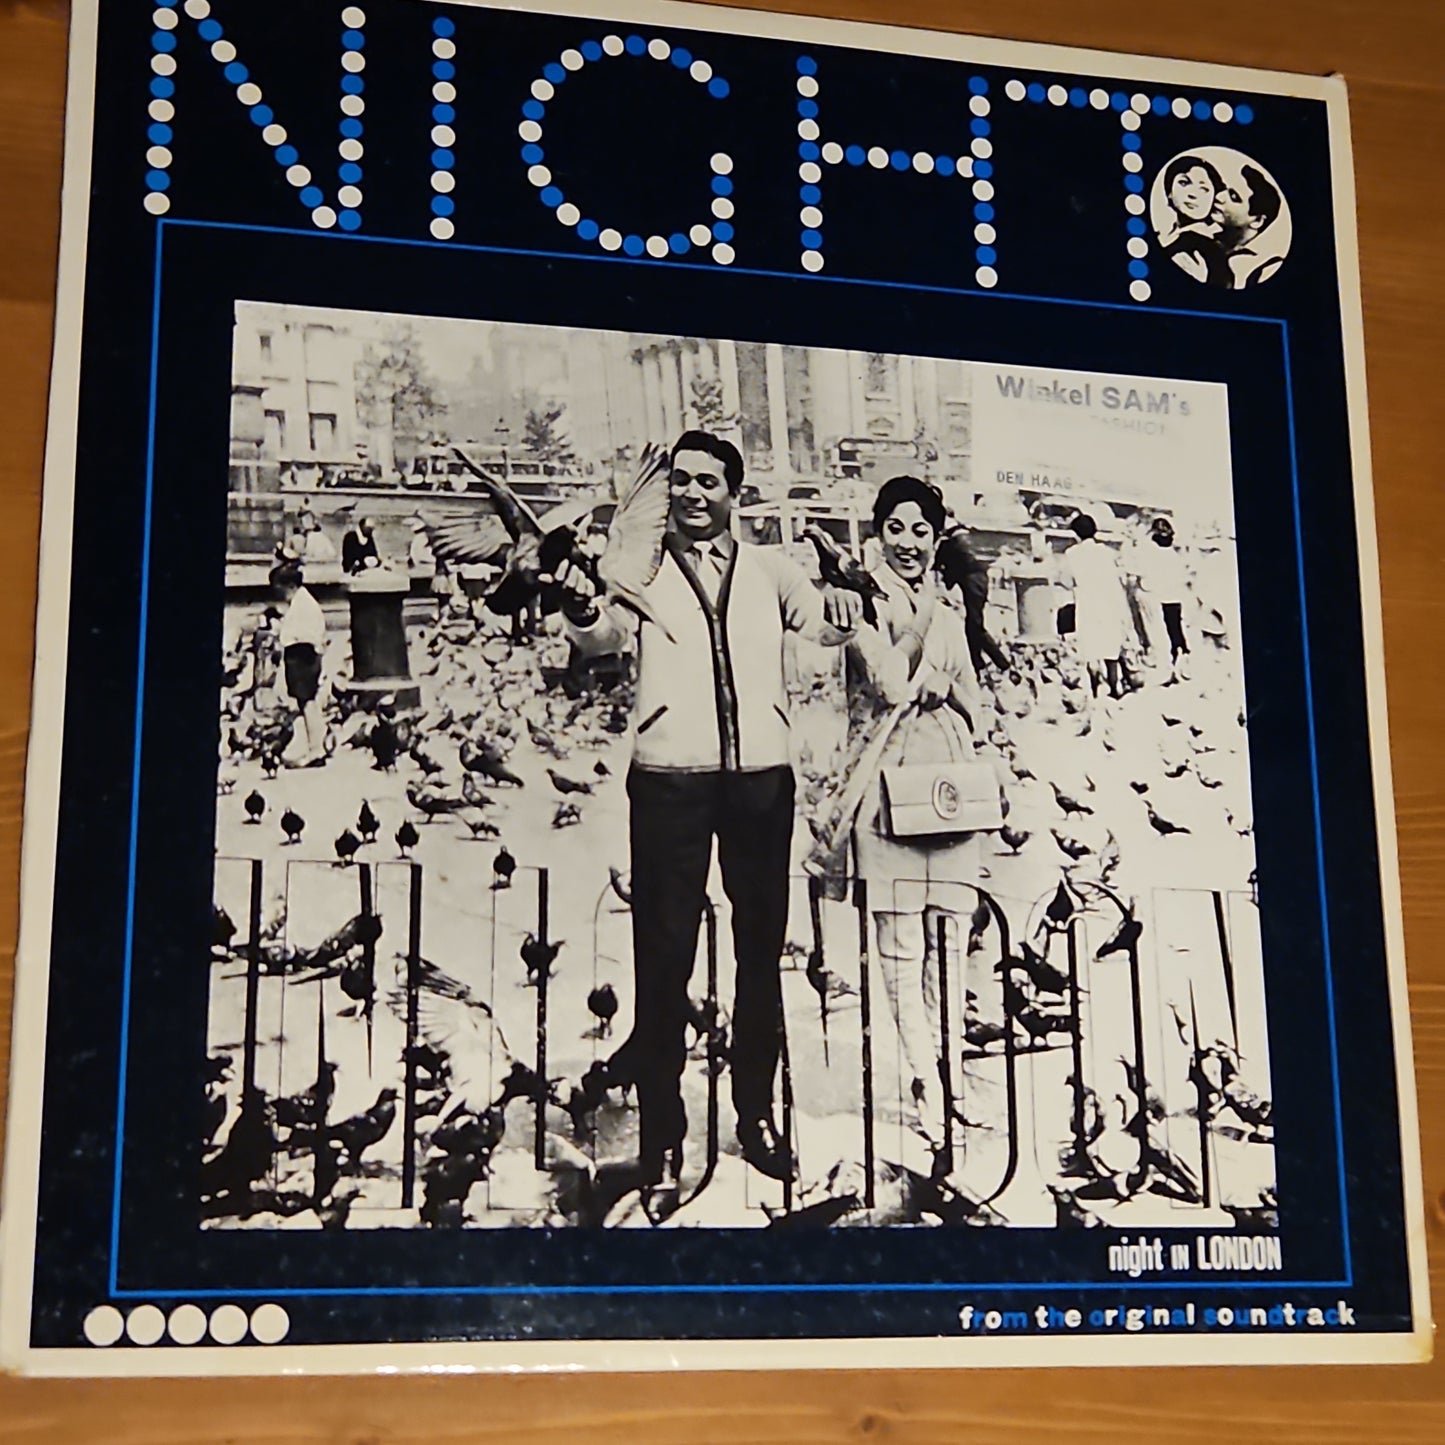 NIGHT
Winkel SAM's
DEN HAAG -
IN LONDON
night IN LONDON
from the original soundtrack